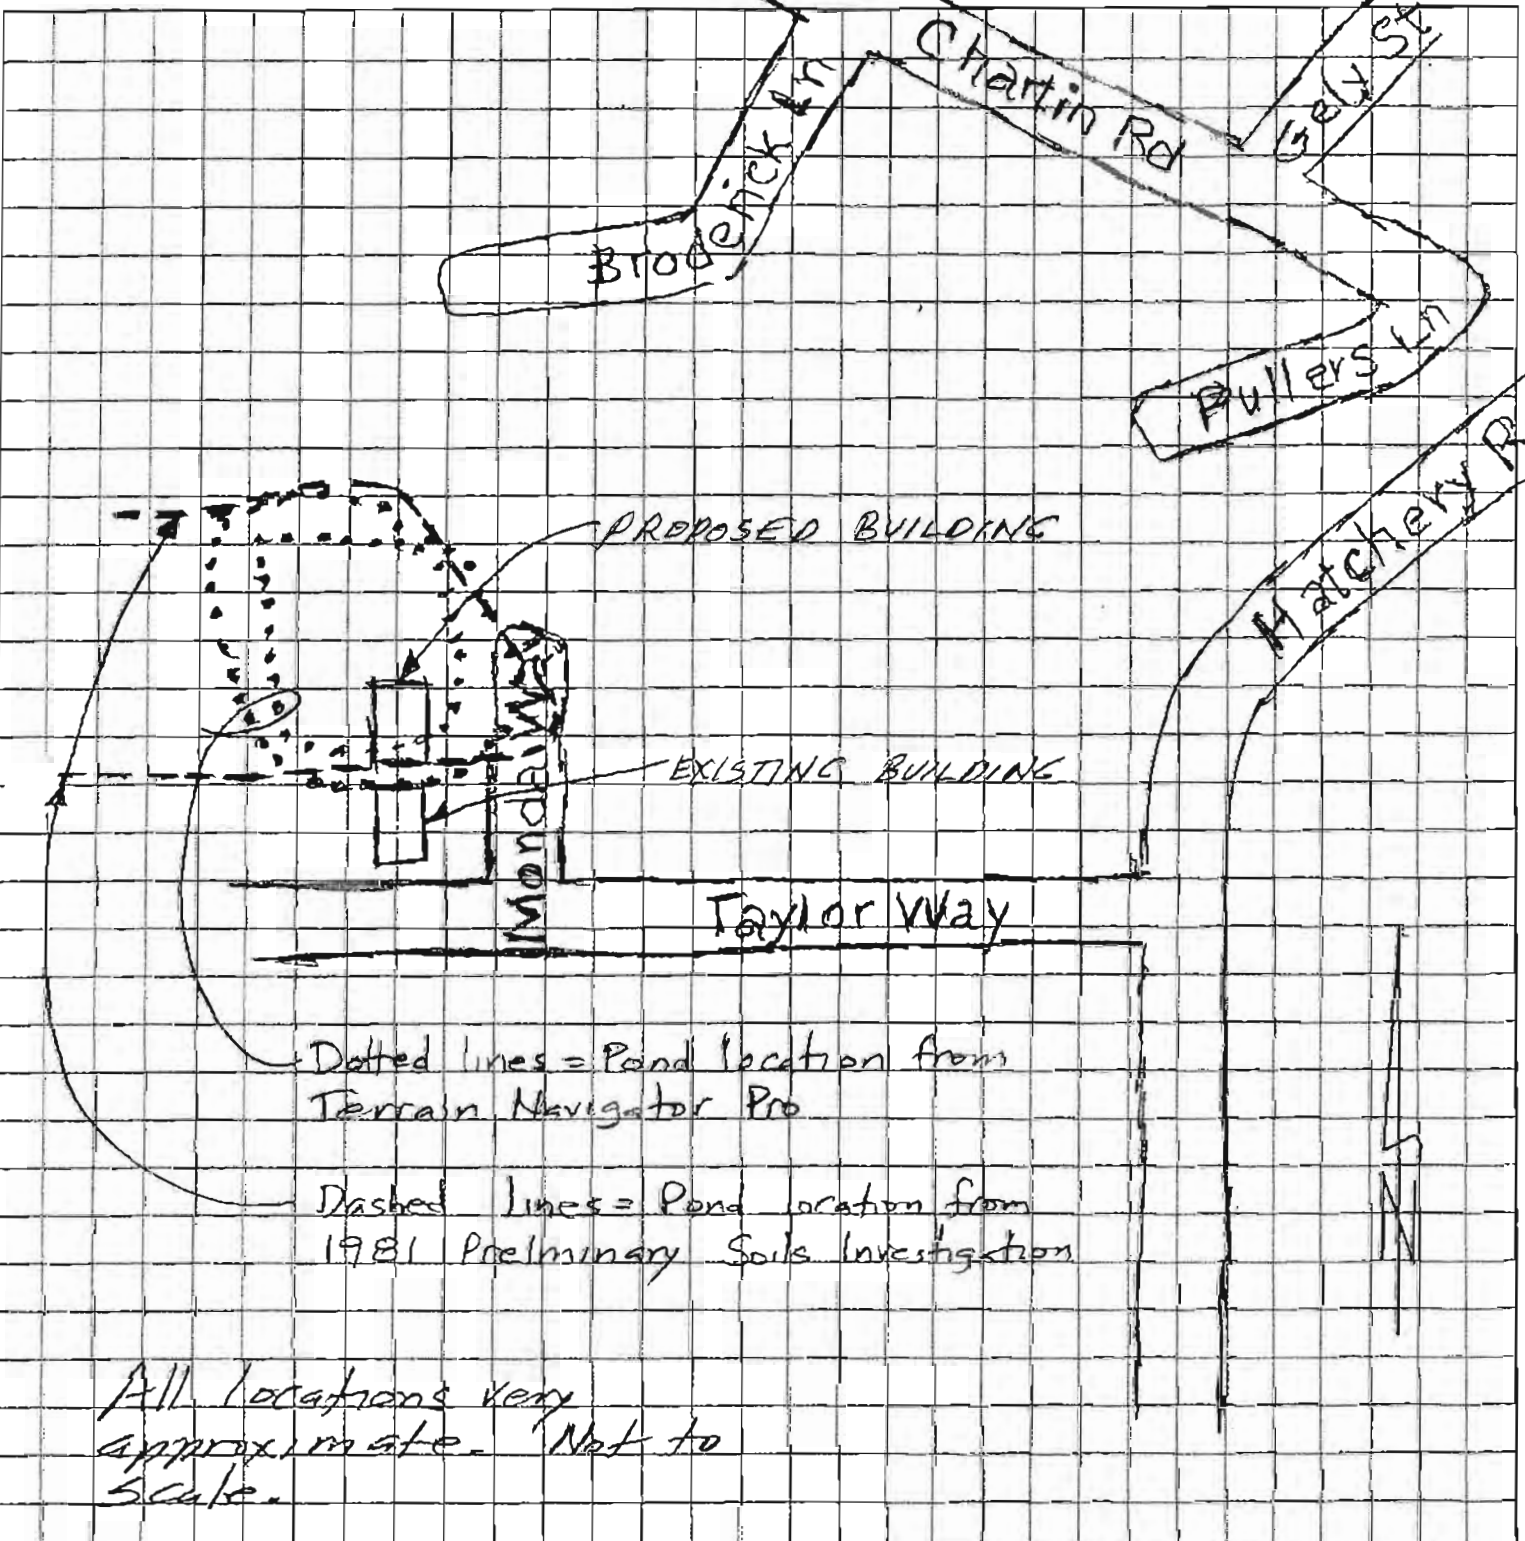 Chartin Rd
Gely St
Broderick Ln
Pullers Ln
Hatchery R
PROPOSED BUILDING
EXISTING BUILDING
Monda Way
Taylor Way
Dotted lines = Pond location from
Terrain Navigator Pro
Dashed lines = Pond location from
1981 Prelminary Soils Investigation
N
All locations very
approximate. Not to
Scale.